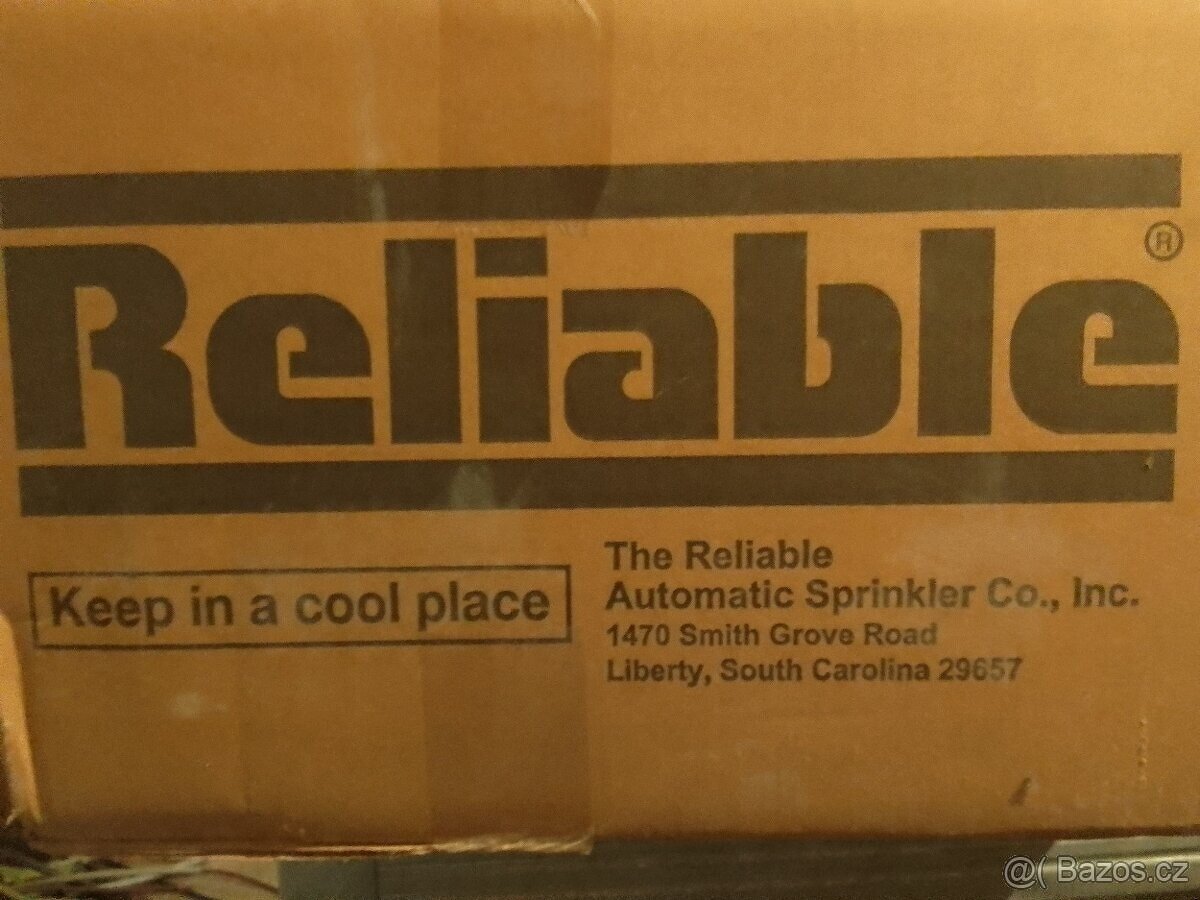 Reliable®
Keep in a cool place
The Reliable
Automatic Sprinkler Co., Inc.
1470 Smith Grove Road
Liberty, South Carolina 29657
@( Bazos.cz